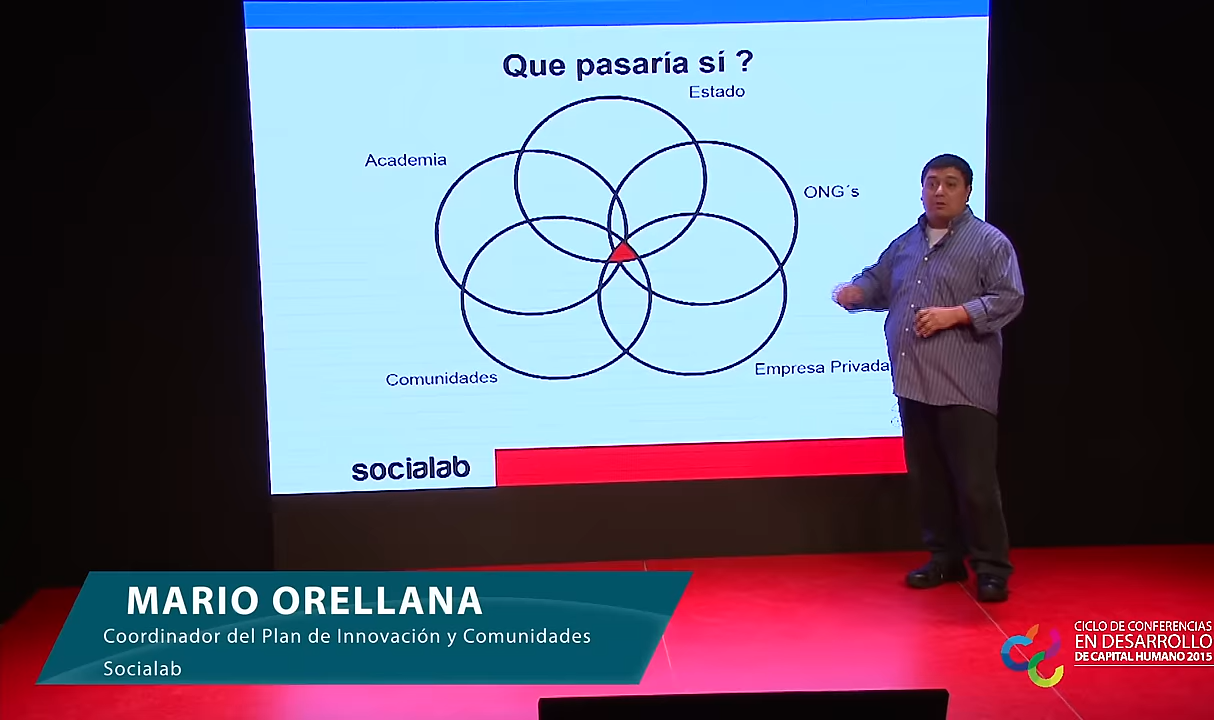 Que pasaría sí ?
Estado
Academia
ONG´s
Empresa Privada
Comunidades
socialab
MARIO ORELLANA
Coordinador del Plan de Innovación y Comunidades
Socialab
CICLO DE CONFERENCIAS
EN DESARROLLO
DE CAPITAL HUMANO 2015